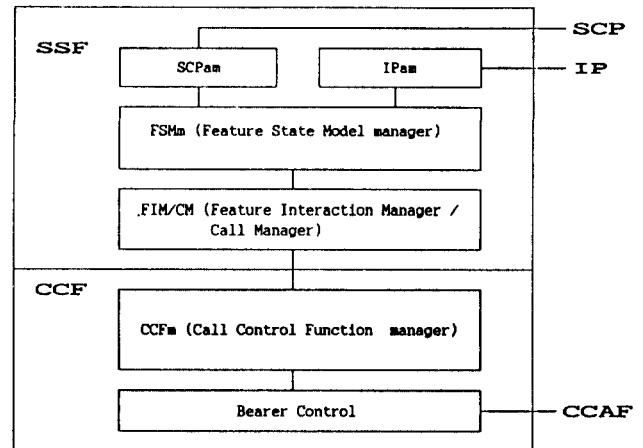 SCP
SSF
SCPam
IPam
IP
FSMm (Feature State Model manager)
FIM/CM (Feature Interaction Manager /
Call Manager)
CCF
CCFm (Call Control Function manager)
Bearer Control
CCAF